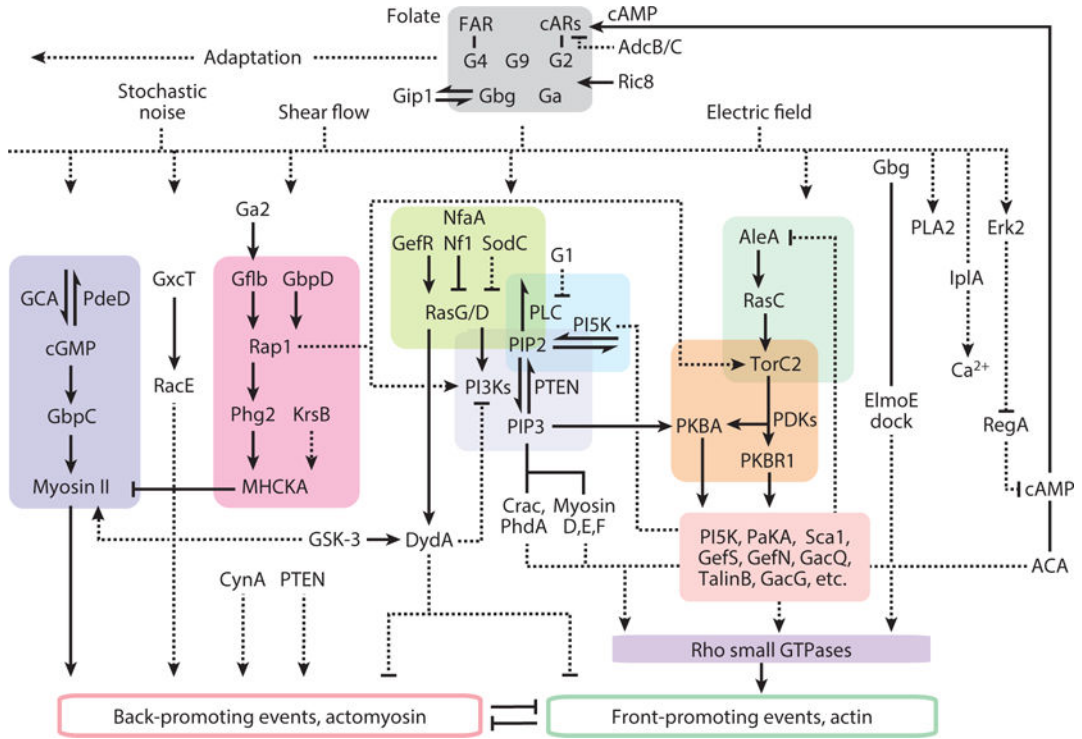 Folate
FAR
cARs
cAMP
AdcB/C
G4
G9
G2
Adaptation
Ric8
Gip1
Gbg
Ga
Stochastic
noise
Shear flow
Electric field
Gbg
Ga2
NfaA
PLA2
Erk2
GefR
Nf1
SodC
G1
AleA
GCA
PdeD
GxcT
Gflb
GbpD
IplA
RasG/D
PLC
PI5K
RasC
cGMP
Rap1
PIP2
RacE
PI3Ks
PTEN
TorC2
Ca2+
GbpC
Phg2
KrsB
PIP3
PKBA
PDKs
ElmoE
dock
RegA
PKBR1
Myosin II
MHCKA
cAMP
Crac,
PhdA
Myosin
D,E,F
GSK-3
DydA
PI5K, PaKA, Sca1,
GefS, GefN, GacQ,
TalinB, GacG, etc.
ACA
CynA
PTEN
Rho small GTPases
Back-promoting events, actomyosin
Front-promoting events, actin